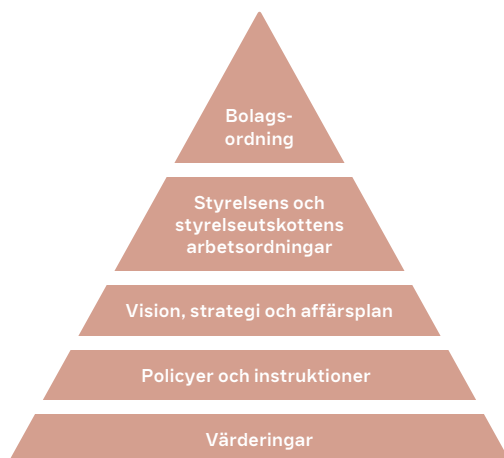 Bolags-
ordning
Styrelsens och
styrelseutskottens
arbetsordningar
Vision, strategi och affärsplan
Policyer och instruktioner
Värderingar